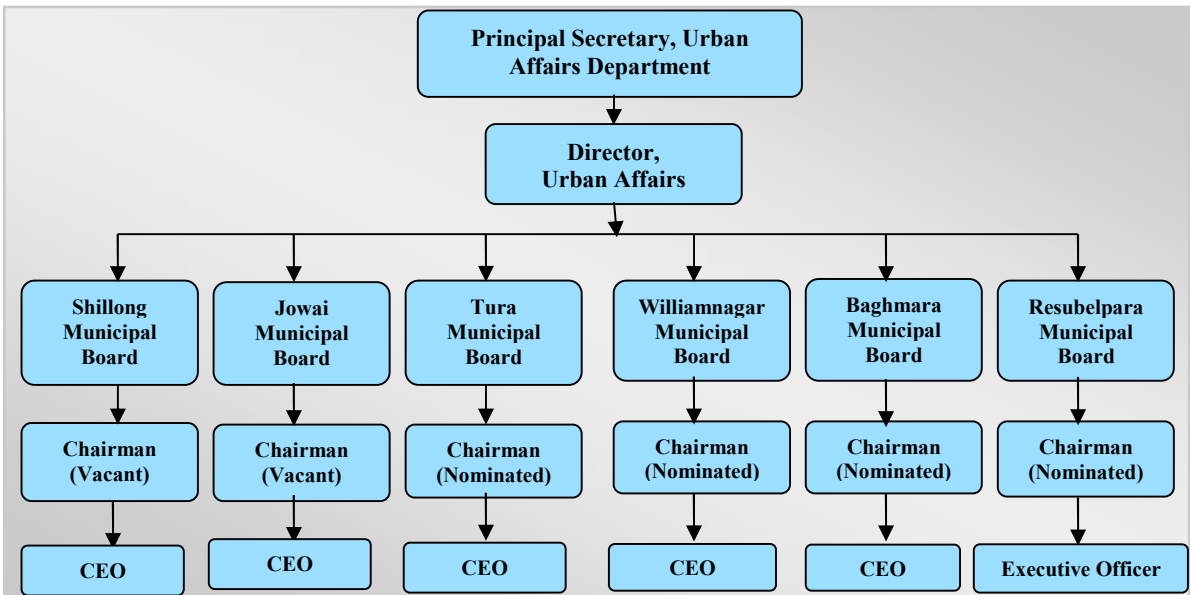 Principal Secretary, Urban
Affairs Department
Director,
Urban Affairs
Shillong
Municipal
Board
Jowai
Municipal
Board
Tura
Municipal
Board
Williamnagar
Municipal
Board
Baghmara
Municipal
Board
Resubelpara
Municipal
Board
Chairman
(Vacant)
Chairman
(Vacant)
Chairman
(Nominated)
Chairman
(Nominated)
Chairman
(Nominated)
Chairman
(Nominated)
CEO
CEO
CEO
CEO
CEO
Executive Officer